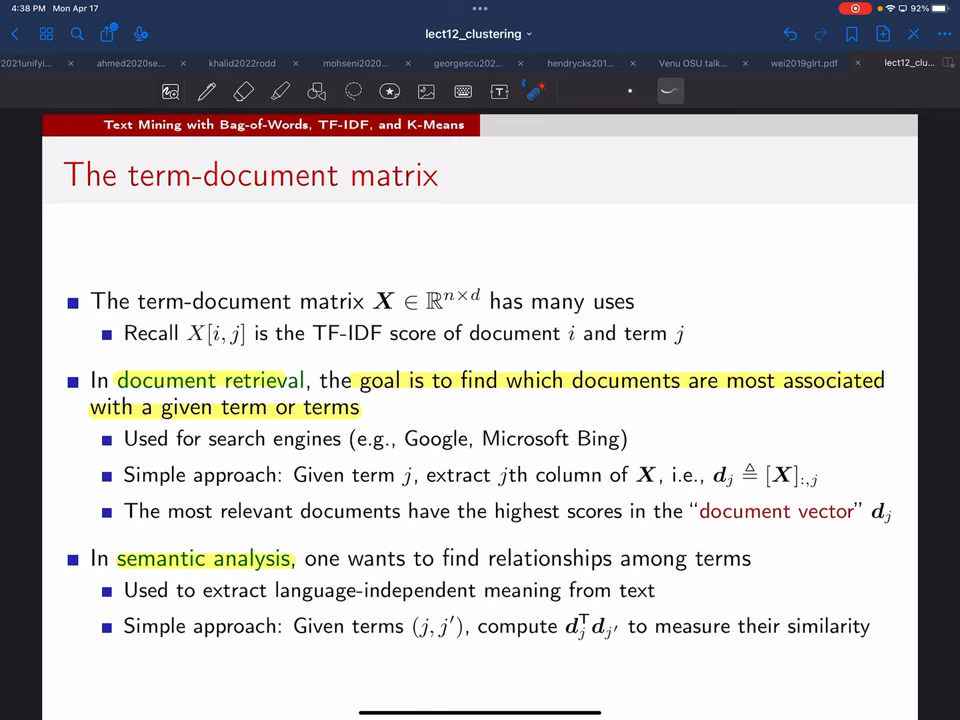 4:38 PM Mon Apr 17
92%
lect12_clustering
2021unifyi...
ahmed2020se...
khalid2022rodd
mohseni2020...
georgescu202...
hendrycks201...
Venu OSU talk...
wei2019glrt.pdf
lect12_clu...
Text Mining with Bag-of-Words, TF-IDF, and K-Means
The term-document matrix
The term-document matrix X ∈ ℝⁿˣᵈ has many uses
Recall X[i, j] is the TF-IDF score of document i and term j
In document retrieval, the goal is to find which documents are most associated
with a given term or terms
Used for search engines (e.g., Google, Microsoft Bing)
Simple approach: Given term j, extract jth column of X, i.e., d_j ≜ [X]_{:,j}
The most relevant documents have the highest scores in the “document vector” d_j
In semantic analysis, one wants to find relationships among terms
Used to extract language-independent meaning from text
Simple approach: Given terms (j, j′), compute d_j^T d_{j′} to measure their similarity